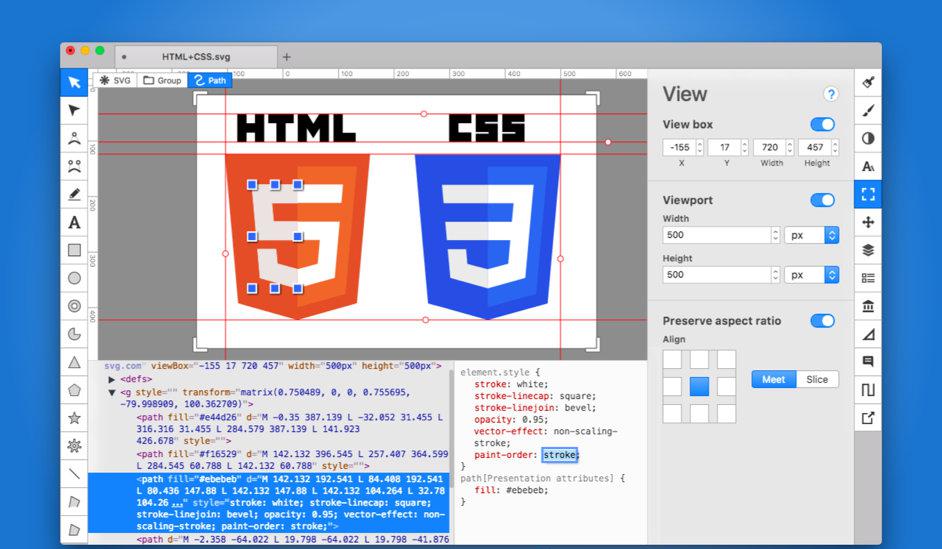 HTML+CSS.svg
SVG
Group
Path
0
100
200
300
400
500
600
100
200
300
400
HTML
CSS
View
?
View box
-155
17
720
457
X
Y
Width
Height
Viewport
Width
500
px
Height
500
px
Preserve aspect ratio
Align
Meet
Slice
svg.com" viewBox="-155 17 720 457" width="500px" height="500px">
<defs>
<g style="" transform="matrix(0.750489, 0, 0, 0.755695,
-79.998909, 100.362709)">
<path fill="#e44d26" d="M -0.35 387.139 L -32.052 31.455 L
316.316 31.455 L 284.579 387.139 L 141.923
426.678" style="">
<path fill="#f16529" d="M 142.132 396.545 L 257.407 364.599
L 284.545 60.788 L 142.132 60.788" style="">
<path fill="#ebebeb" d="M 142.132 192.541 L 84.408 192.541
L 80.436 147.88 L 142.132 147.88 L 142.132 104.264 L 32.78
104.26 …" style="stroke: white; stroke-linecap: square;
stroke-linejoin: bevel; opacity: 0.95; vector-effect: non-
scaling-stroke; paint-order: stroke;">
<path d="M -2.358 -64.022 L 19.798 -64.022 L 19.798 -41.876
element.style {
stroke: white;
stroke-linecap: square;
stroke-linejoin: bevel;
opacity: 0.95;
vector-effect: non-scaling-
stroke;
paint-order: stroke;
}
path[Presentation attributes] {
fill: #ebebeb;
}